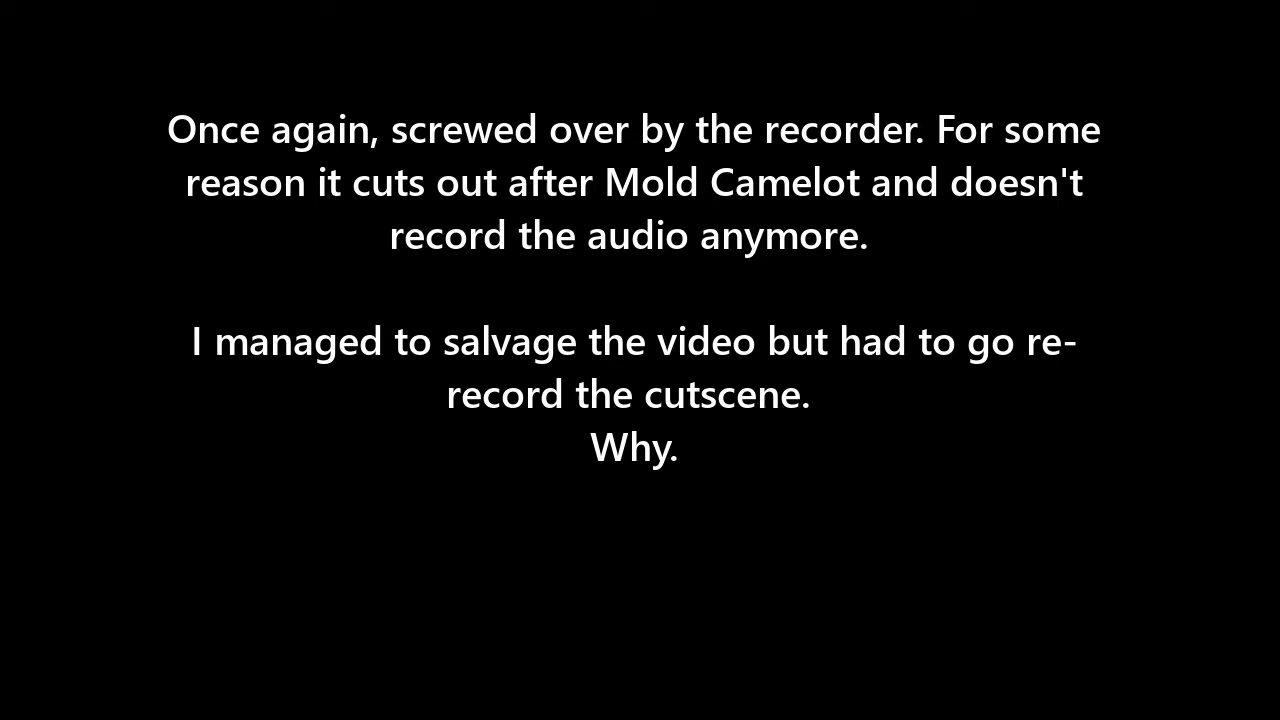 Once again, screwed over by the recorder. For some
reason it cuts out after Mold Camelot and doesn't
record the audio anymore.
I managed to salvage the video but had to go re-
record the cutscene.
Why.